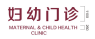 妇幼门诊
MATERNAL & CHILD HEALTH
CLINIC